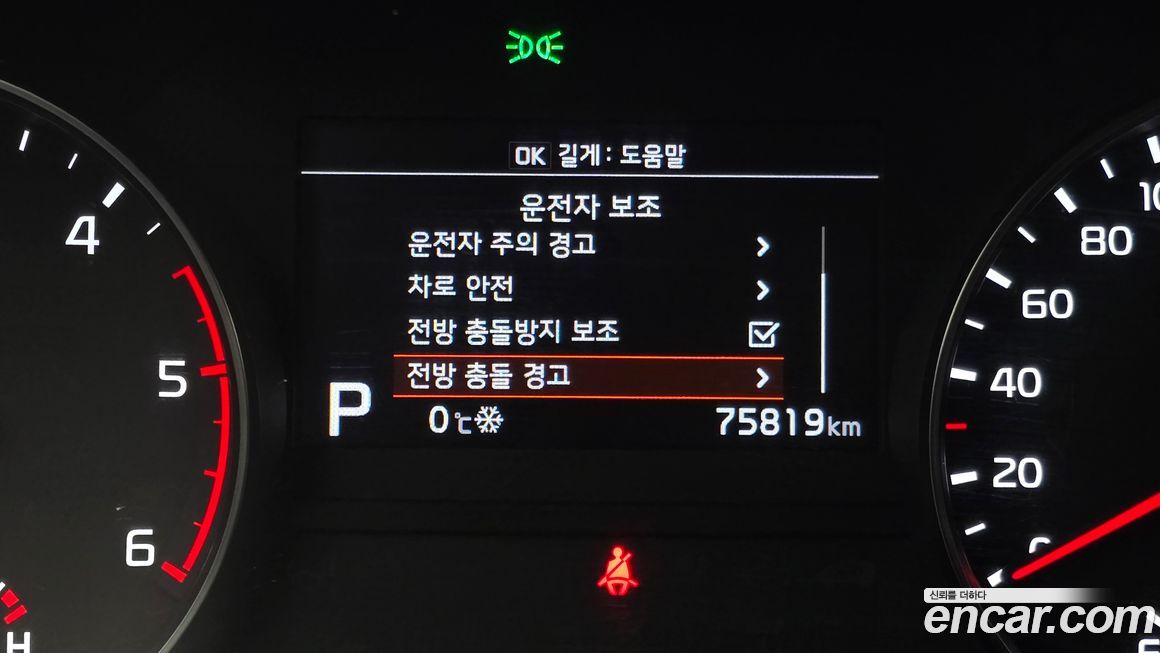 OK 길게 : 도움말
운전자 보조
운전자 주의 경고
차로 안전
전방 충돌방지 보조
전방 충돌 경고
P
0℃
75819km
4
5
6
H
80
60
40
20
0
신뢰를 더하다
encar.com